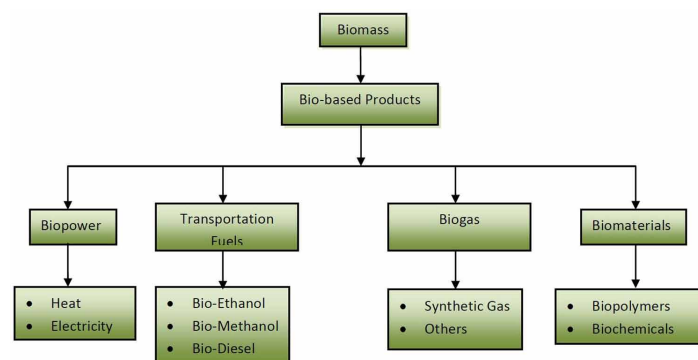 Biomass
Bio-based Products
Biopower
Transportation
Fuels
Biogas
Biomaterials
• Heat
• Electricity
• Bio-Ethanol
• Bio-Methanol
• Bio-Diesel
• Synthetic Gas
• Others
• Biopolymers
• Biochemicals